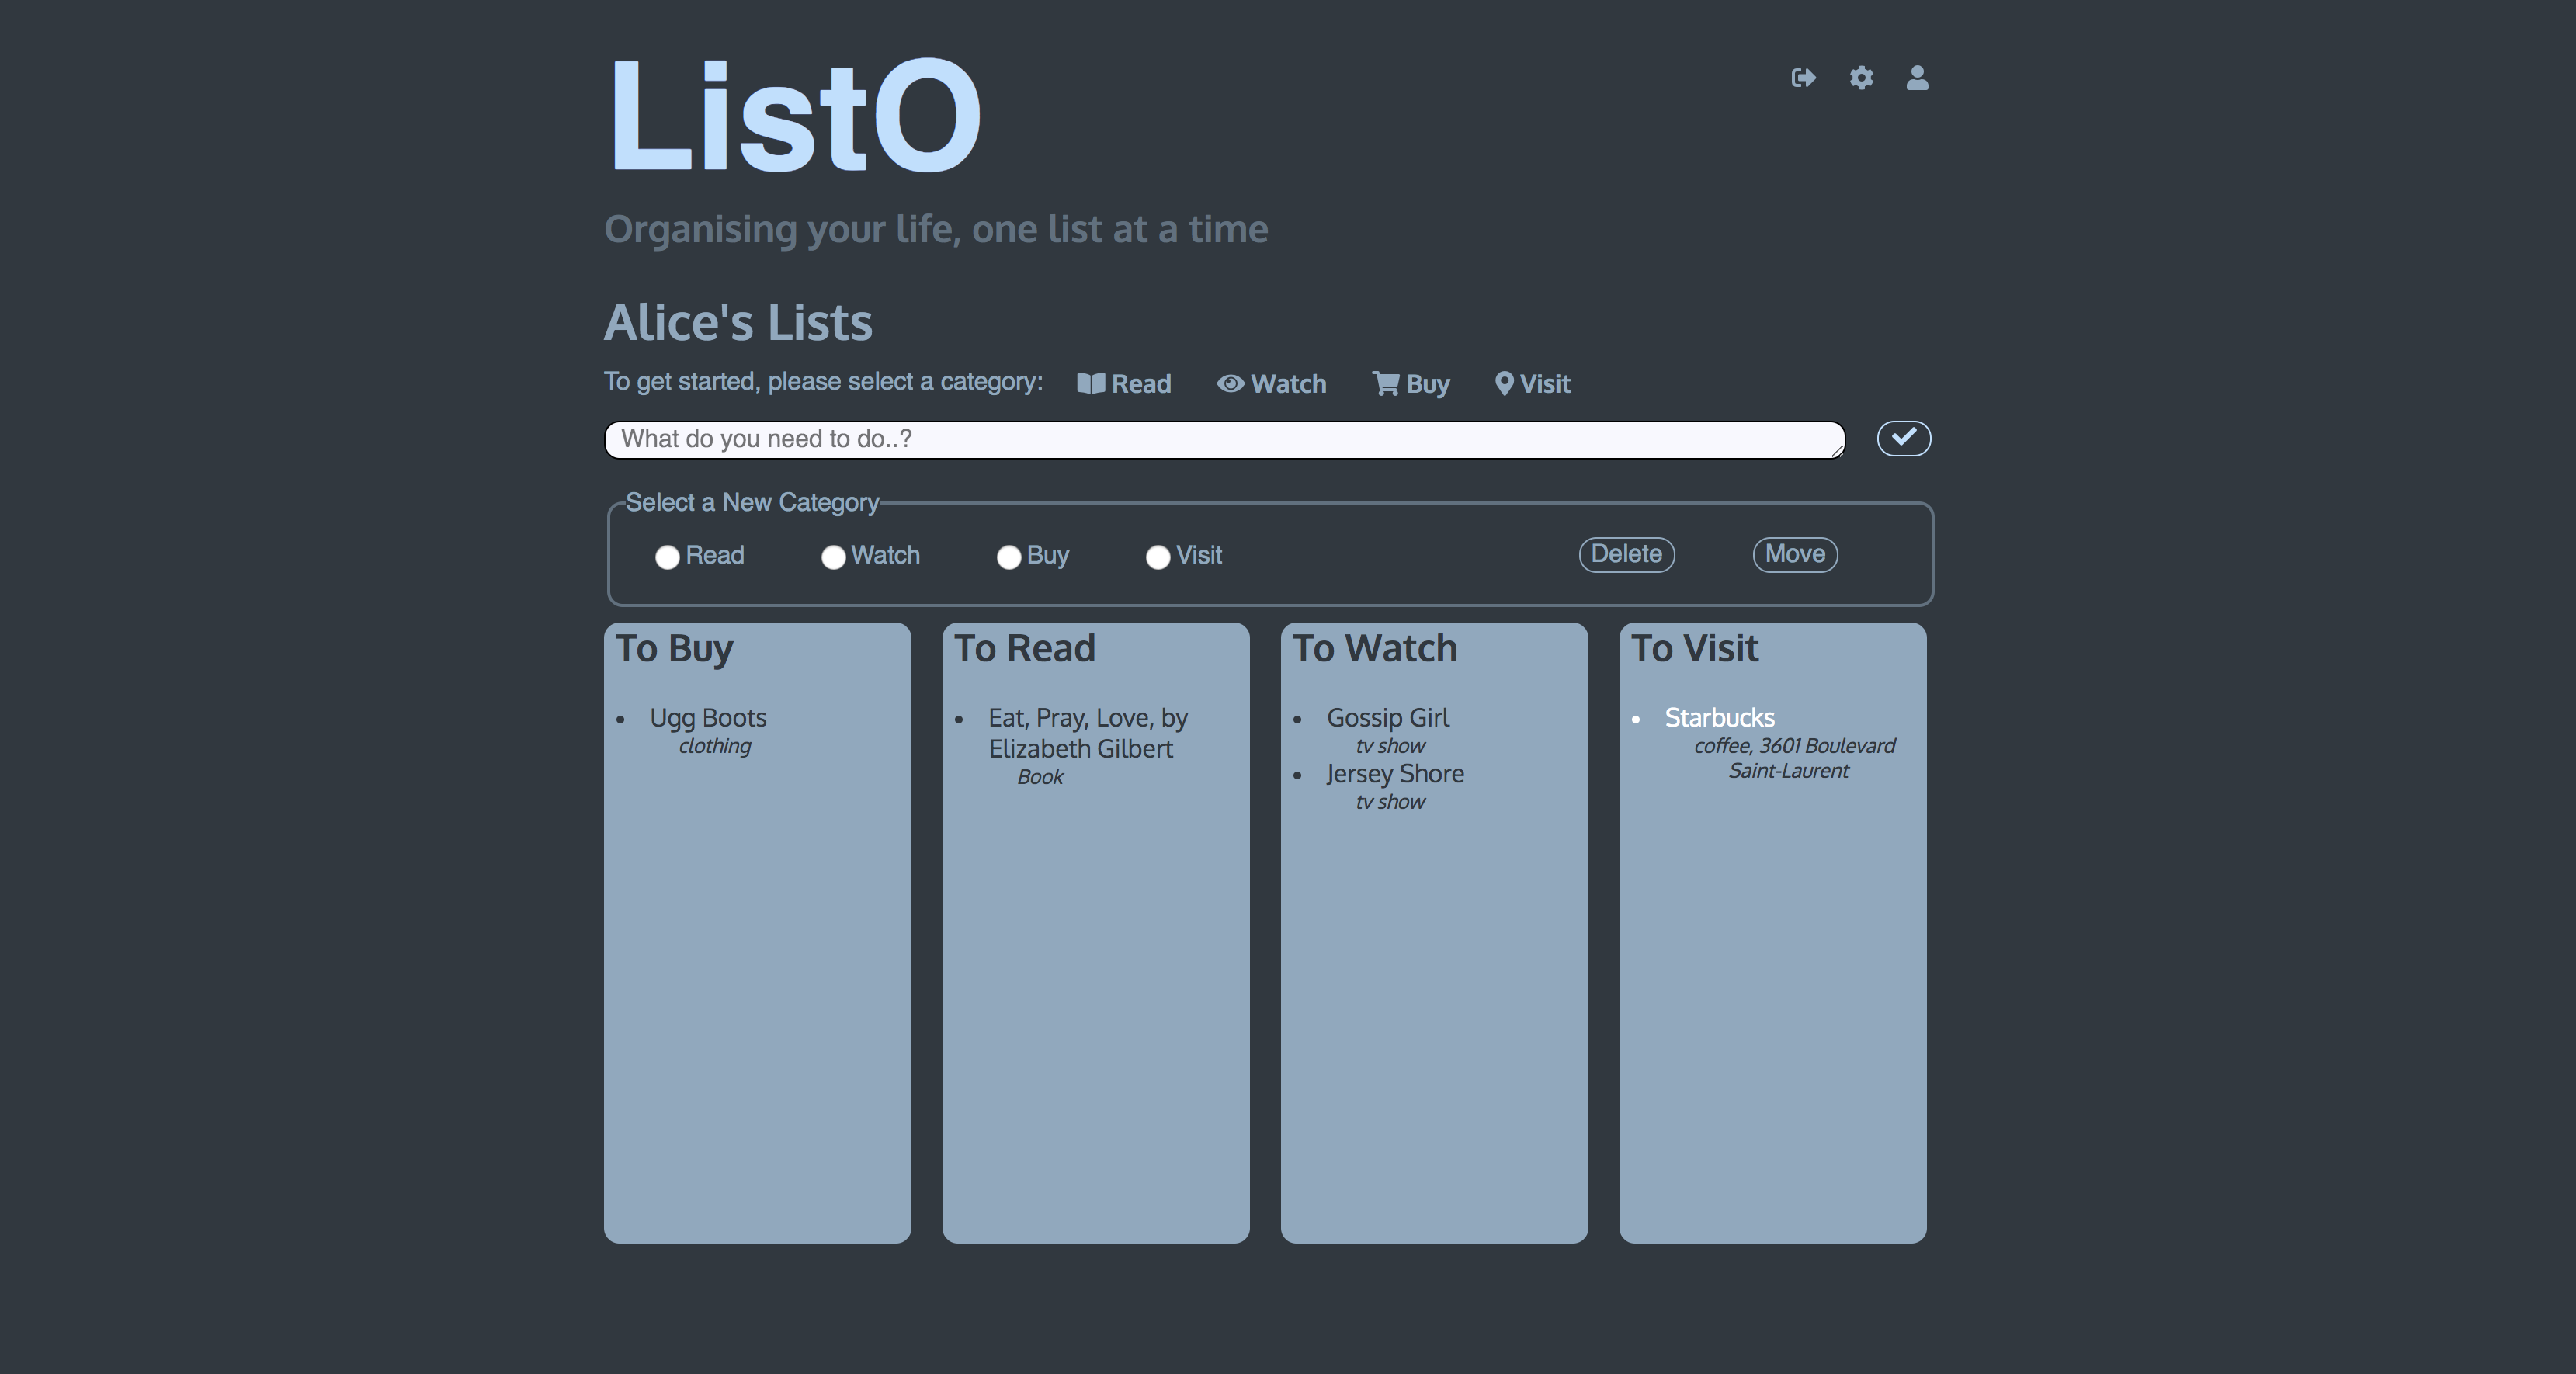 ListO
Organising your life, one list at a time
Alice's Lists
To get started, please select a category: Read Watch Buy Visit
What do you need to do..?
Select a New Category
Read Watch Buy Visit Delete Move
To Buy
• Ugg Boots
clothing
To Read
• Eat, Pray, Love, by
Elizabeth Gilbert
Book
To Watch
• Gossip Girl
tv show
• Jersey Shore
tv show
To Visit
• Starbucks
coffee, 3601 Boulevard
Saint-Laurent